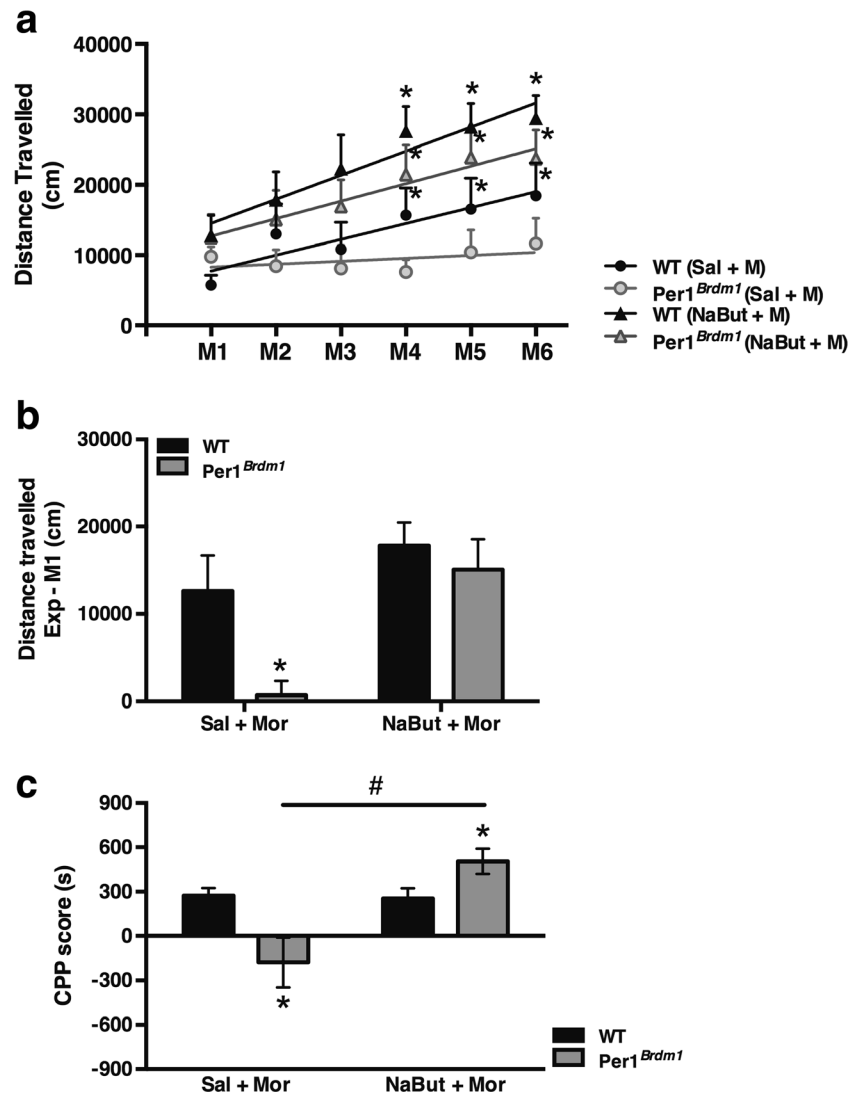 a
Distance Travelled
(cm)
40000
30000
20000
10000
0
* * *
* * *
* * *
M1 M2 M3 M4 M5 M6
WT (Sal + M)
Per1Brdm1 (Sal + M)
WT (NaBut + M)
Per1Brdm1 (NaBut + M)
b
Distance travelled
Exp - M1 (cm)
30000
20000
10000
0
WT
Per1Brdm1
*
Sal + Mor NaBut + Mor
c
CPP score (s)
900
600
300
0
-300
-600
-900
#
*
*
WT
Per1Brdm1
Sal + Mor NaBut + Mor